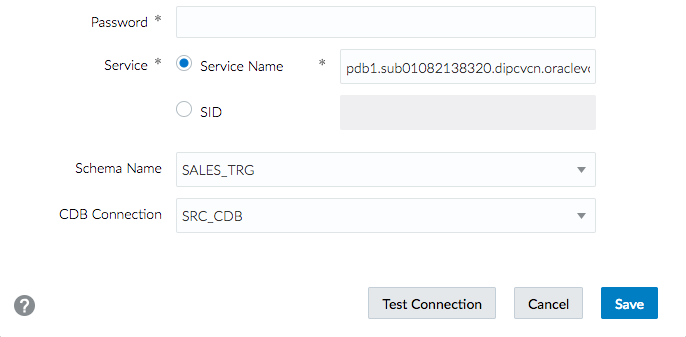 Password *
Service * Service Name * pdb1.sub01082138320.dipcvcn.oraclev
SID
Schema Name SALES_TRG
CDB Connection SRC_CDB
? Test Connection Cancel Save